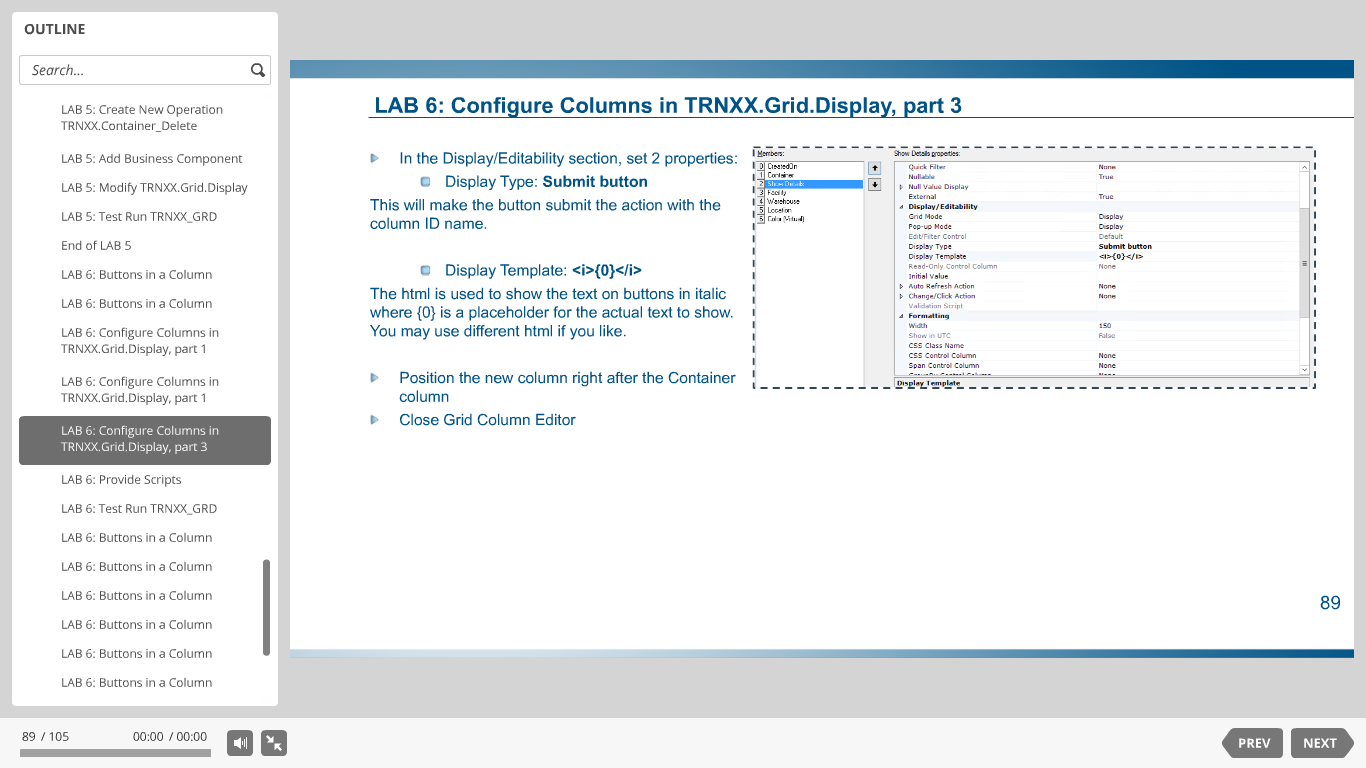 OUTLINE
Search...
LAB 5: Create New Operation
TRNXX.Container_Delete
LAB 5: Add Business Component
LAB 5: Modify TRNXX.Grid.Display
LAB 5: Test Run TRNXX_GRD
End of LAB 5
LAB 6: Buttons in a Column
LAB 6: Buttons in a Column
LAB 6: Configure Columns in
TRNXX.Grid.Display, part 1
LAB 6: Configure Columns in
TRNXX.Grid.Display, part 1
LAB 6: Configure Columns in
TRNXX.Grid.Display, part 3
LAB 6: Provide Scripts
LAB 6: Test Run TRNXX_GRD
LAB 6: Buttons in a Column
LAB 6: Buttons in a Column
LAB 6: Buttons in a Column
LAB 6: Buttons in a Column
LAB 6: Buttons in a Column
LAB 6: Buttons in a Column
LAB 6: Configure Columns in TRNXX.Grid.Display, part 3
In the Display/Editability section, set 2 properties:
Display Type: Submit button
This will make the button submit the action with the
column ID name.
Display Template: <i>{0}</i>
The html is used to show the text on buttons in italic
where {0} is a placeholder for the actual text to show.
You may use different html if you like.
Position the new column right after the Container
column
Close Grid Column Editor
Members:
0 CreatedOn
1 Container
2 Show Details
3 Facility
4 Warehouse
5 Location
6 Color (Virtual)
Show Details properties:
Quick Filter None
Nullable True
Null Value Display
External True
Display/Editability
Grid Mode Display
Pop-up Mode Display
Edit/Filter Control Default
Display Type Submit button
Display Template <i>{0}</i>
Read-Only Control Column None
Initial Value
Auto Refresh Action None
Change/Click Action None
Validation Script
Formatting
Width 150
Show in UTC False
CSS Class Name
CSS Control Column None
Span Control Column None
Display Template
89
89 / 105
00:00 / 00:00
PREV
NEXT